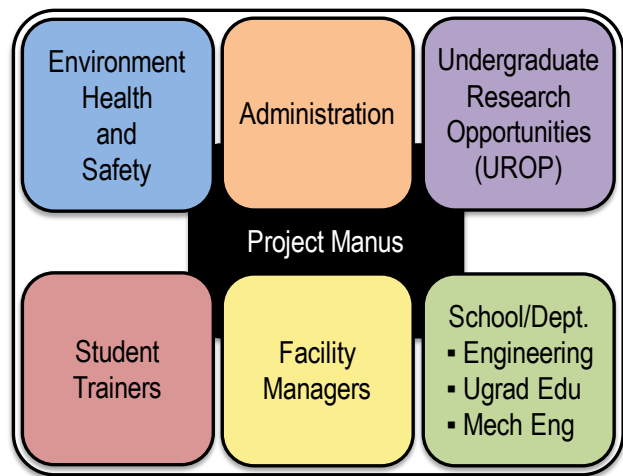 Environment
Health
and
Safety
Administration
Undergraduate
Research
Opportunities
(UROP)
Project Manus
Student
Trainers
Facility
Managers
School/Dept.
▪ Engineering
▪ Ugrad Edu
▪ Mech Eng